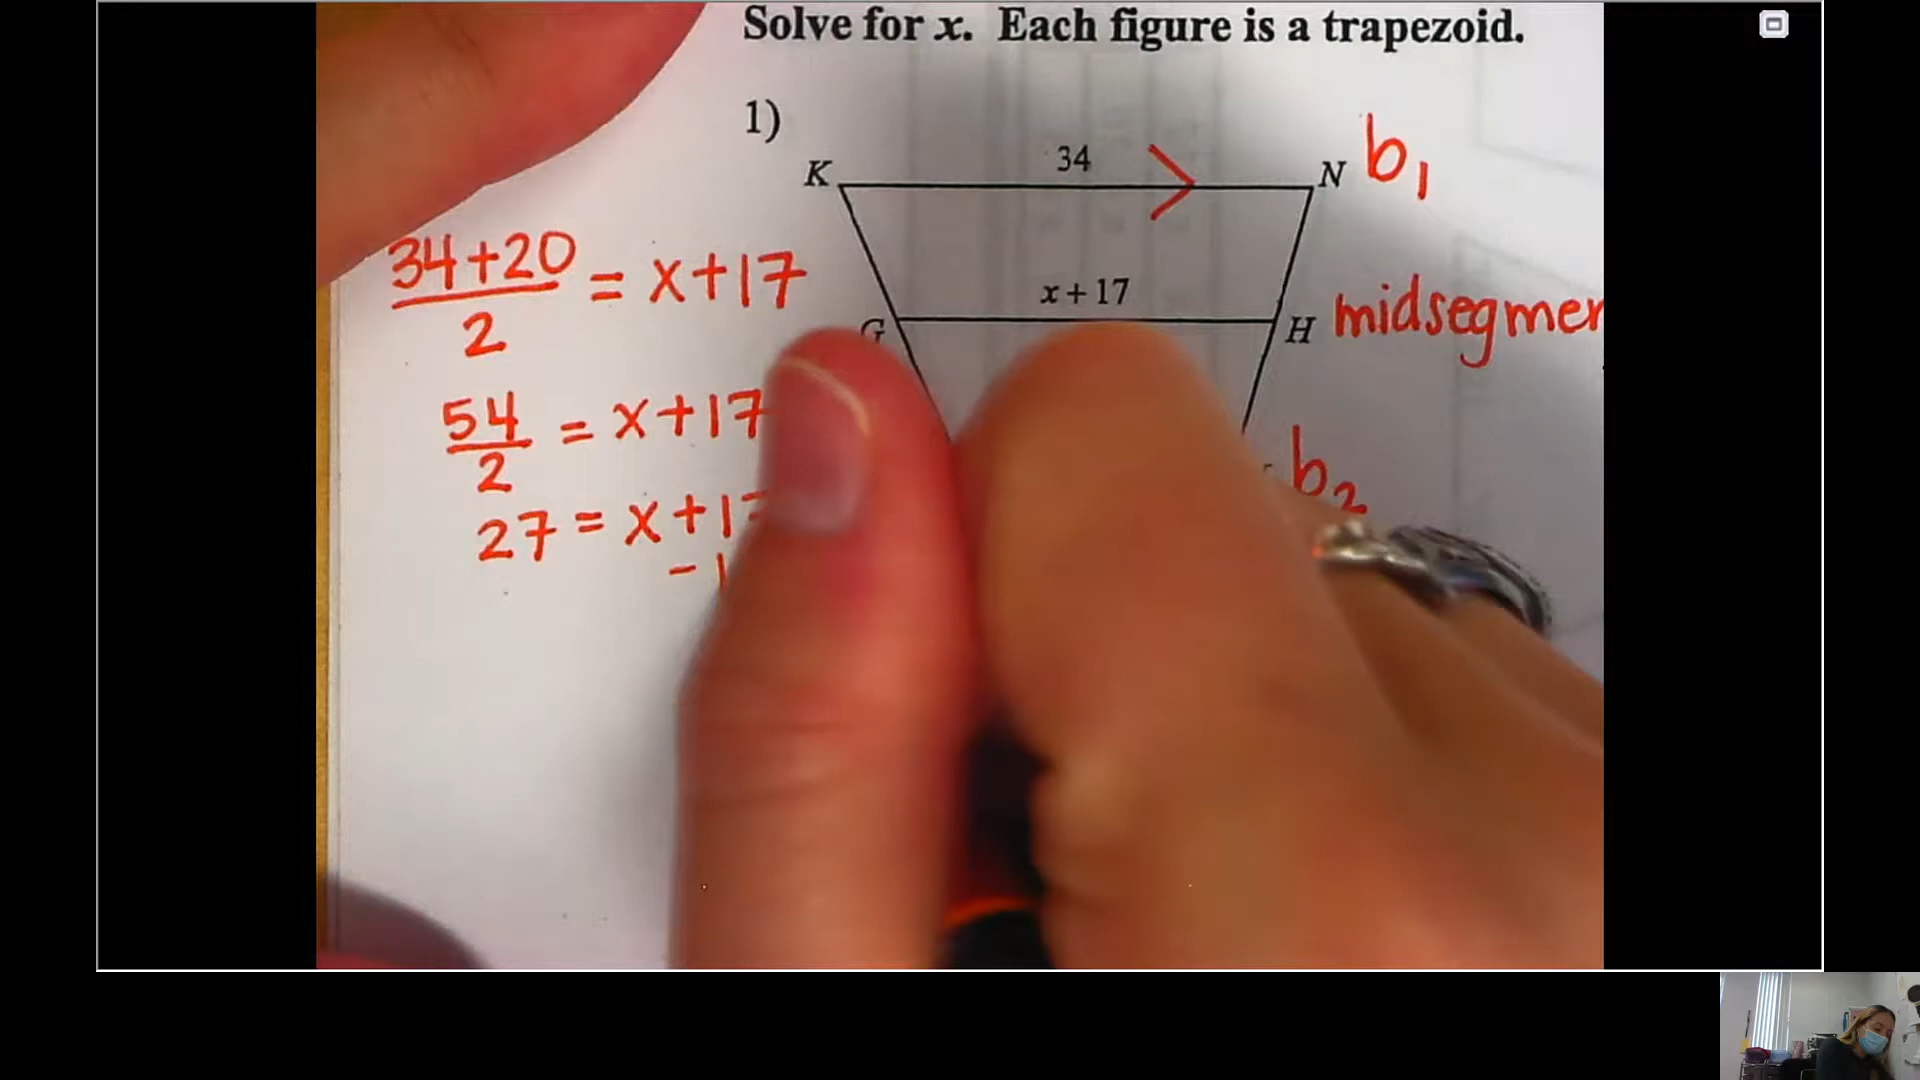 Solve for x. Each figure is a trapezoid.
1)
34
K
N
b₁
34+20
2
= x+17
x + 17
G
H
54
2
= x+17
27 = x+1
- 1
b₂